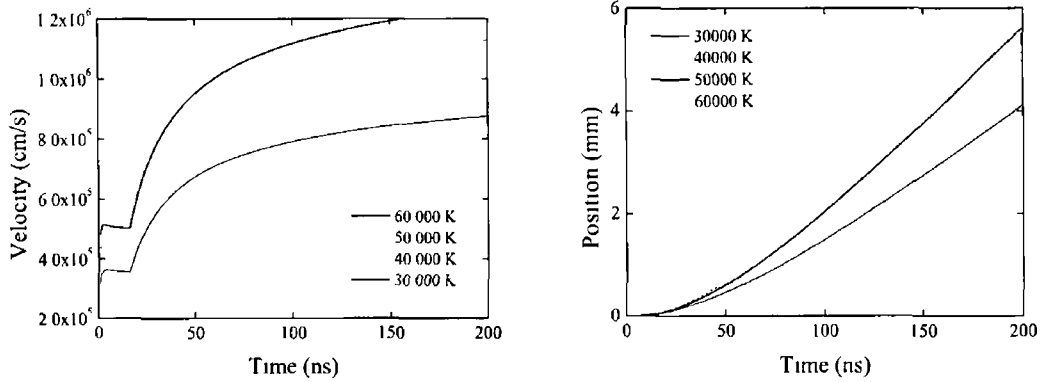 1 2x10⁶
1 0x10⁶
8 0x10⁵
6 0x10⁵
4 0x10⁵
2 0x10⁵
Velocity (cm/s)
60 000 K
50 000 K
40 000 K
30 000 K
0
50
100
150
200
Time (ns)
6
4
2
0
Position (mm)
30000 K
40000 K
50000 K
60000 K
0
50
100
150
200
Time (ns)